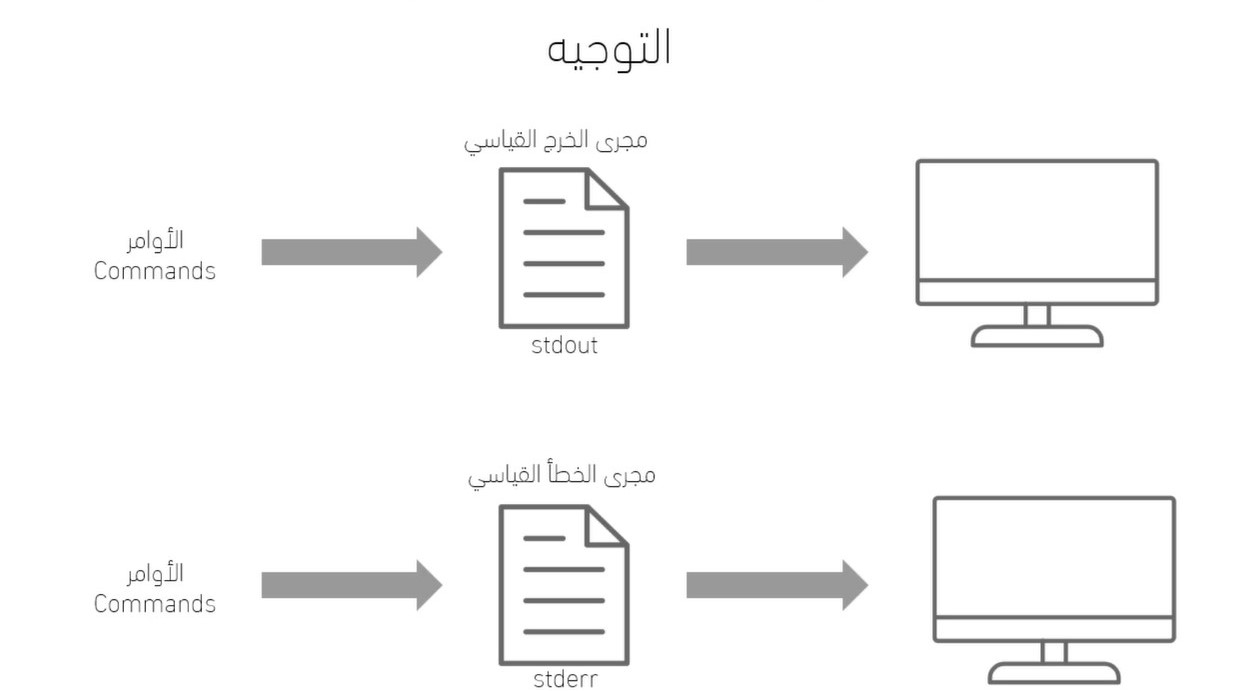 التوجيه
مجرى الخرج القياسي
الأوامر
Commands
stdout
مجرى الخطأ القياسي
الأوامر
Commands
stderr